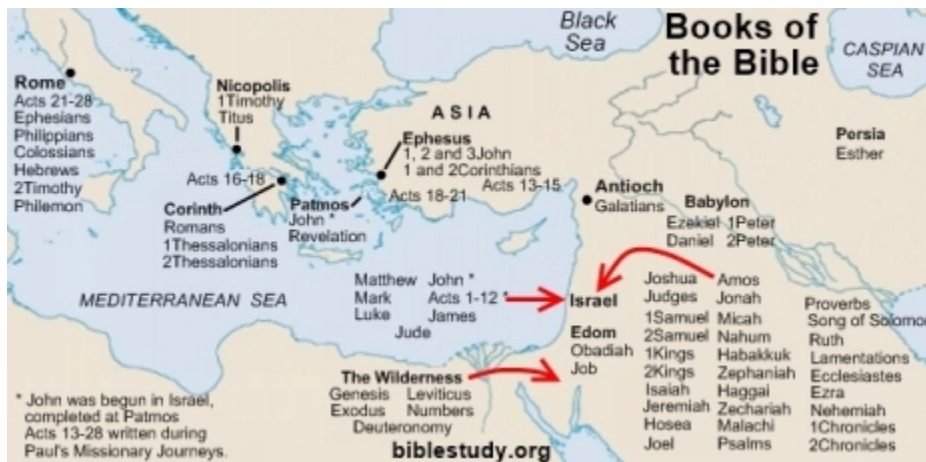 Books of the Bible
Black Sea
CASPIAN SEA
MEDITERRANEAN SEA
ASIA
Rome
Acts 21-28
Ephesians
Philippians
Colossians
Hebrews
2Timothy
Philemon
Nicopolis
1Timothy
Titus
Acts 16-18
Corinth
Romans
1Thessalonians
2Thessalonians
Patmos
John *
Revelation
Ephesus
1, 2 and 3John
1 and 2Corinthians
Acts 18-21
Acts 13-15
Antioch
Galatians
Babylon
Ezekiel 1Peter
Daniel 2Peter
Persia
Esther
Matthew John *
Mark Acts 1-12 *
Luke James
Jude
Israel
Edom
Obadiah
Job
The Wilderness
Genesis Leviticus
Exodus Numbers
Deuteronomy
Joshua
Judges
1Samuel
2Samuel
1Kings
2Kings
Isaiah
Jeremiah
Hosea
Joel
Amos
Jonah
Micah
Nahum
Habakkuk
Zephaniah
Haggai
Zechariah
Malachi
Psalms
Proverbs
Song of Solomon
Ruth
Lamentations
Ecclesiastes
Ezra
Nehemiah
1Chronicles
2Chronicles
* John was begun in Israel,
completed at Patmos
Acts 13-28 written during
Paul's Missionary Journeys.
biblestudy.org